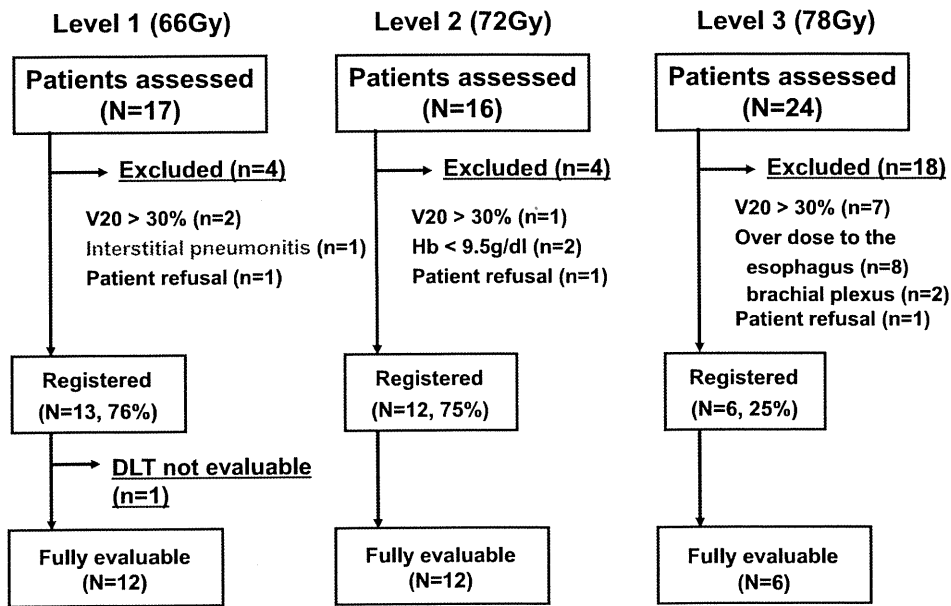 Level 1 (66Gy)
Patients assessed
(N=17)
Excluded (n=4)
V20 > 30% (n=2)
Interstitial pneumonitis (n=1)
Patient refusal (n=1)
Registered
(N=13, 76%)
DLT not evaluable
(n=1)
Fully evaluable
(N=12)
Level 2 (72Gy)
Patients assessed
(N=16)
Excluded (n=4)
V20 > 30% (n=1)
Hb < 9.5g/dl (n=2)
Patient refusal (n=1)
Registered
(N=12, 75%)
Fully evaluable
(N=12)
Level 3 (78Gy)
Patients assessed
(N=24)
Excluded (n=18)
V20 > 30% (n=7)
Over dose to the
esophagus (n=8)
brachial plexus (n=2)
Patient refusal (n=1)
Registered
(N=6, 25%)
Fully evaluable
(N=6)